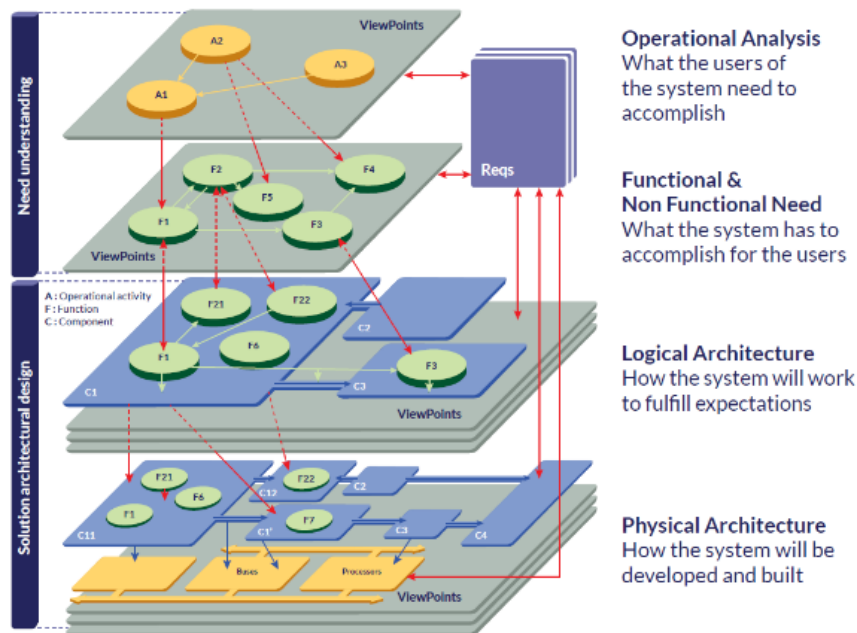 Need understanding
ViewPoints
A2
A3
A1
Reqs
F2
F4
F5
F1
F3
ViewPoints
Solution architectural design
A : Operational activity
F : Function
C : Component
F21
F22
C2
F1
F6
F3
C1
C3
ViewPoints
F21
F6
F1
C11
F22
C12
C2
F7
C1'
C3
C4
Buses
Processors
ViewPoints
Operational Analysis
What the users of
the system need to
accomplish
Functional &
Non Functional Need
What the system has to
accomplish for the users
Logical Architecture
How the system will work
to fulfill expectations
Physical Architecture
How the system will be
developed and built